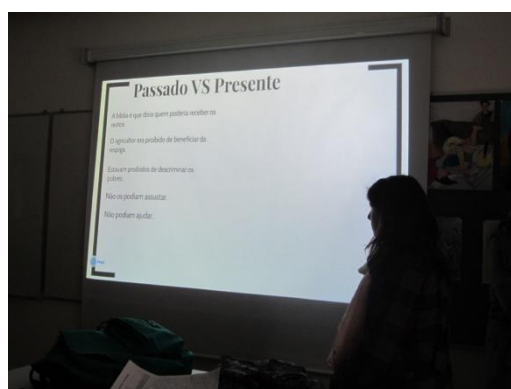 Passado VS Presente
A bíblia é que dizia quem poderia receber os
restos.
O agricultor era proibido de beneficiar da
respiga.
Estavam proibidos de descriminar os
pobres.
Não os podiam assustar.
Não podiam ajudar.